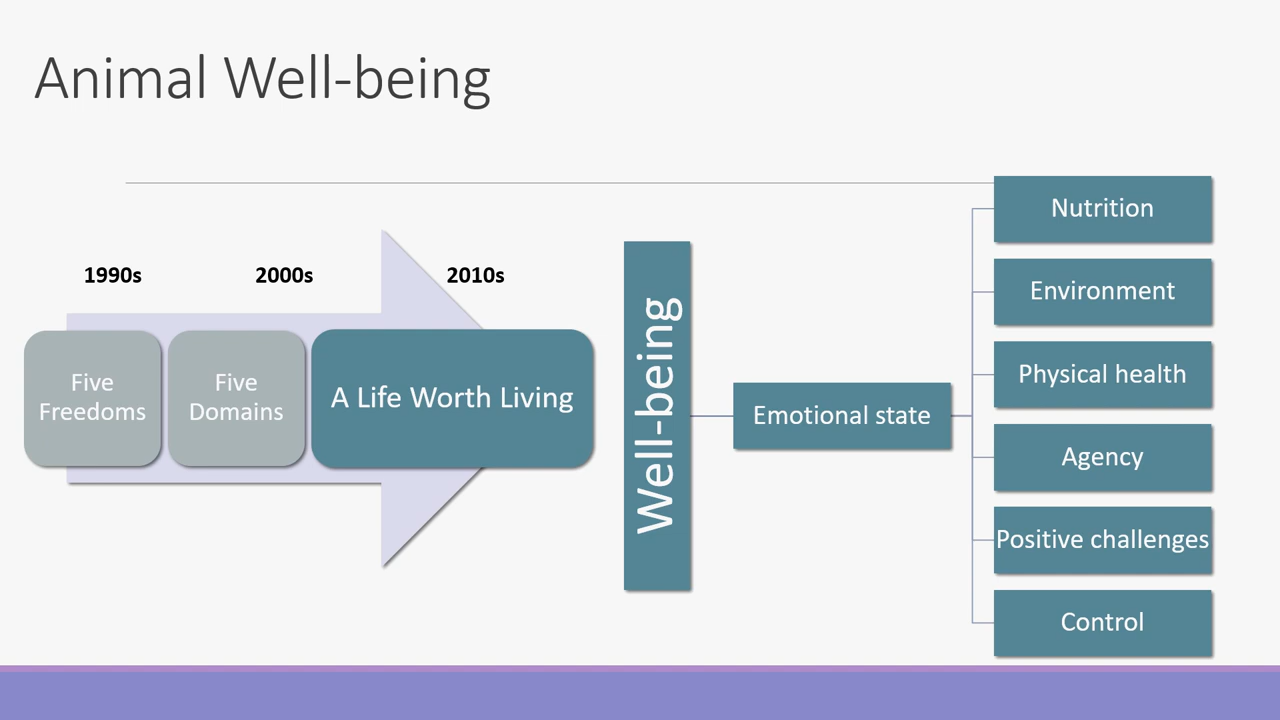 Animal Well-being
1990s
2000s
2010s
Five
Freedoms
Five
Domains
A Life Worth Living
Well-being
Emotional state
Nutrition
Environment
Physical health
Agency
Positive challenges
Control